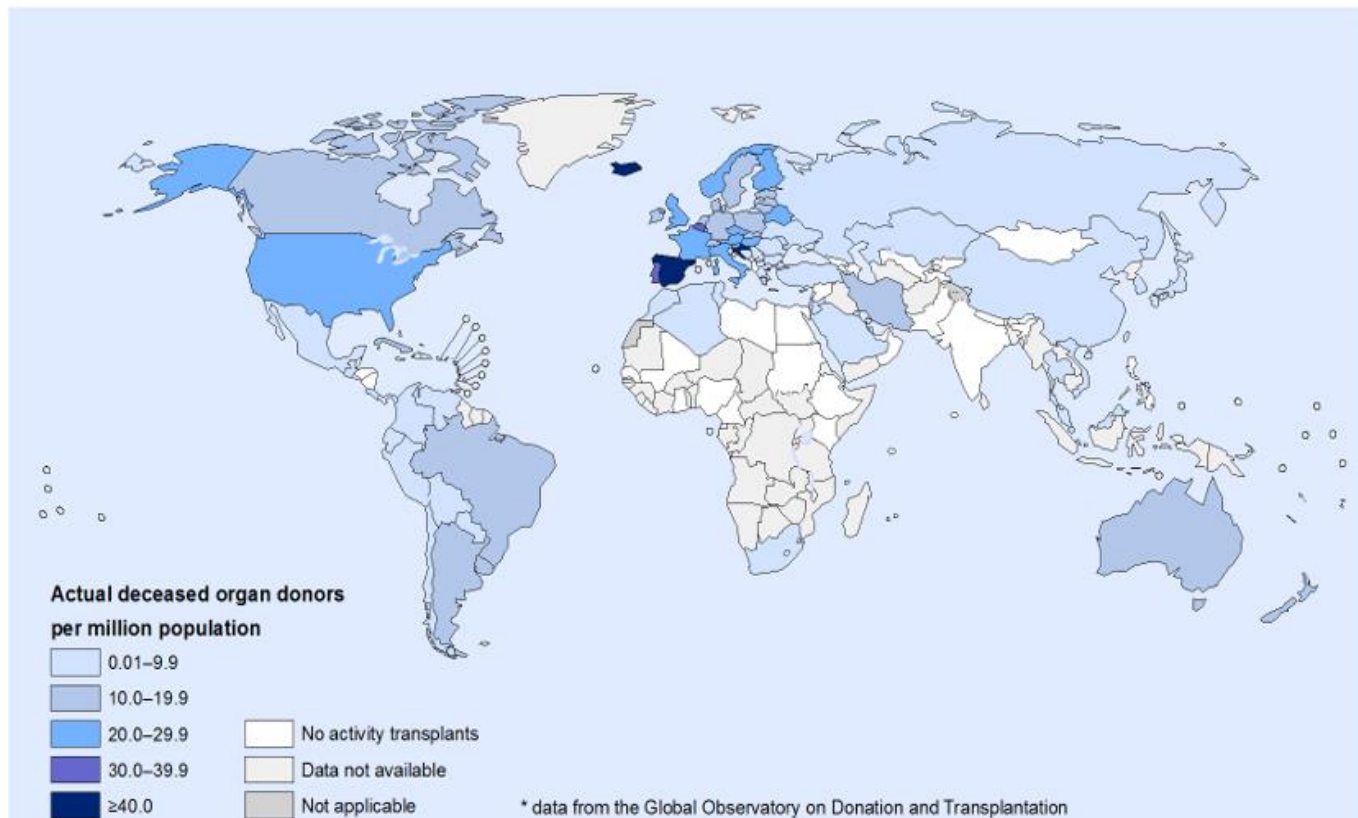 Actual deceased organ donors
per million population
0.01–9.9
10.0–19.9
20.0–29.9
30.0–39.9
≥40.0
No activity transplants
Data not available
Not applicable
* data from the Global Observatory on Donation and Transplantation